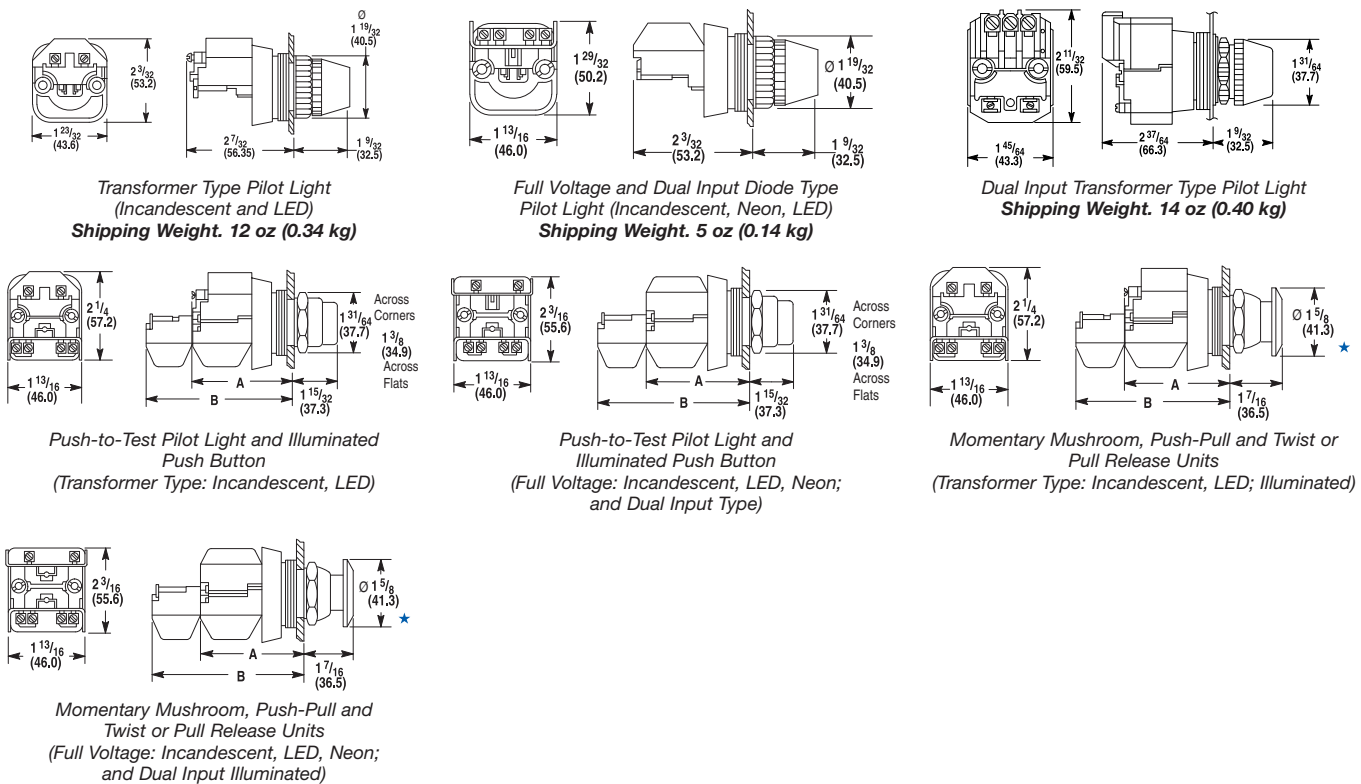 2 3/32
(53.2)
1 23/32
(43.6)
Ø
1 19/32
(40.5)
2 7/32
(56.35)
1 9/32
(32.5)
Transformer Type Pilot Light
(Incandescent and LED)
Shipping Weight. 12 oz (0.34 kg)
1 29/32
(50.2)
1 13/16
(46.0)
Ø 1 19/32
(40.5)
2 3/32
(53.2)
1 9/32
(32.5)
Full Voltage and Dual Input Diode Type
Pilot Light (Incandescent, Neon, LED)
Shipping Weight. 5 oz (0.14 kg)
2 11/32
(59.5)
1 45/64
(43.3)
1 31/64
(37.7)
2 37/64
(66.3)
1 9/32
(32.5)
Dual Input Transformer Type Pilot Light
Shipping Weight. 14 oz (0.40 kg)
2 1/4
(57.2)
1 13/16
(46.0)
1 31/64
(37.7)
Across
Corners
1 3/8
(34.9)
Across
Flats
A
B
1 15/32
(37.3)
Push-to-Test Pilot Light and Illuminated
Push Button
(Transformer Type: Incandescent, LED)
2 3/16
(55.6)
1 13/16
(46.0)
1 31/64
(37.7)
Across
Corners
1 3/8
(34.9)
Across
Flats
A
B
1 15/32
(37.3)
Push-to-Test Pilot Light and
Illuminated Push Button
(Full Voltage: Incandescent, LED, Neon;
and Dual Input Type)
2 1/4
(57.2)
1 13/16
(46.0)
Ø 1 5/8
(41.3)
★
A
B
1 7/16
(36.5)
Momentary Mushroom, Push-Pull and Twist or
Pull Release Units
(Transformer Type: Incandescent, LED; Illuminated)
2 3/16
(55.6)
1 13/16
(46.0)
Ø 1 5/8
(41.3)
★
A
B
1 7/16
(36.5)
Momentary Mushroom, Push-Pull and
Twist or Pull Release Units
(Full Voltage: Incandescent, LED, Neon;
and Dual Input Illuminated)